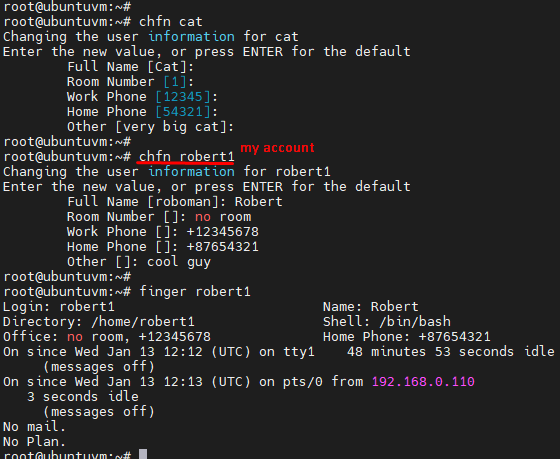 root@ubuntuvm:~#
root@ubuntuvm:~# chfn cat
Changing the user information for cat
Enter the new value, or press ENTER for the default
Full Name [Cat]:
Room Number [1]:
Work Phone [12345]:
Home Phone [54321]:
Other [very big cat]:
root@ubuntuvm:~#
root@ubuntuvm:~# chfn robert1 my account
Changing the user information for robert1
Enter the new value, or press ENTER for the default
Full Name [roboman]: Robert
Room Number []: no room
Work Phone []: +12345678
Home Phone []: +87654321
Other []: cool guy
root@ubuntuvm:~#
root@ubuntuvm:~# finger robert1
Login: robert1 Name: Robert
Directory: /home/robert1 Shell: /bin/bash
Office: no room, +12345678 Home Phone: +87654321
On since Wed Jan 13 12:12 (UTC) on tty1 48 minutes 53 seconds idle
(messages off)
On since Wed Jan 13 12:13 (UTC) on pts/0 from 192.168.0.110
3 seconds idle
(messages off)
No mail.
No Plan.
root@ubuntuvm:~#